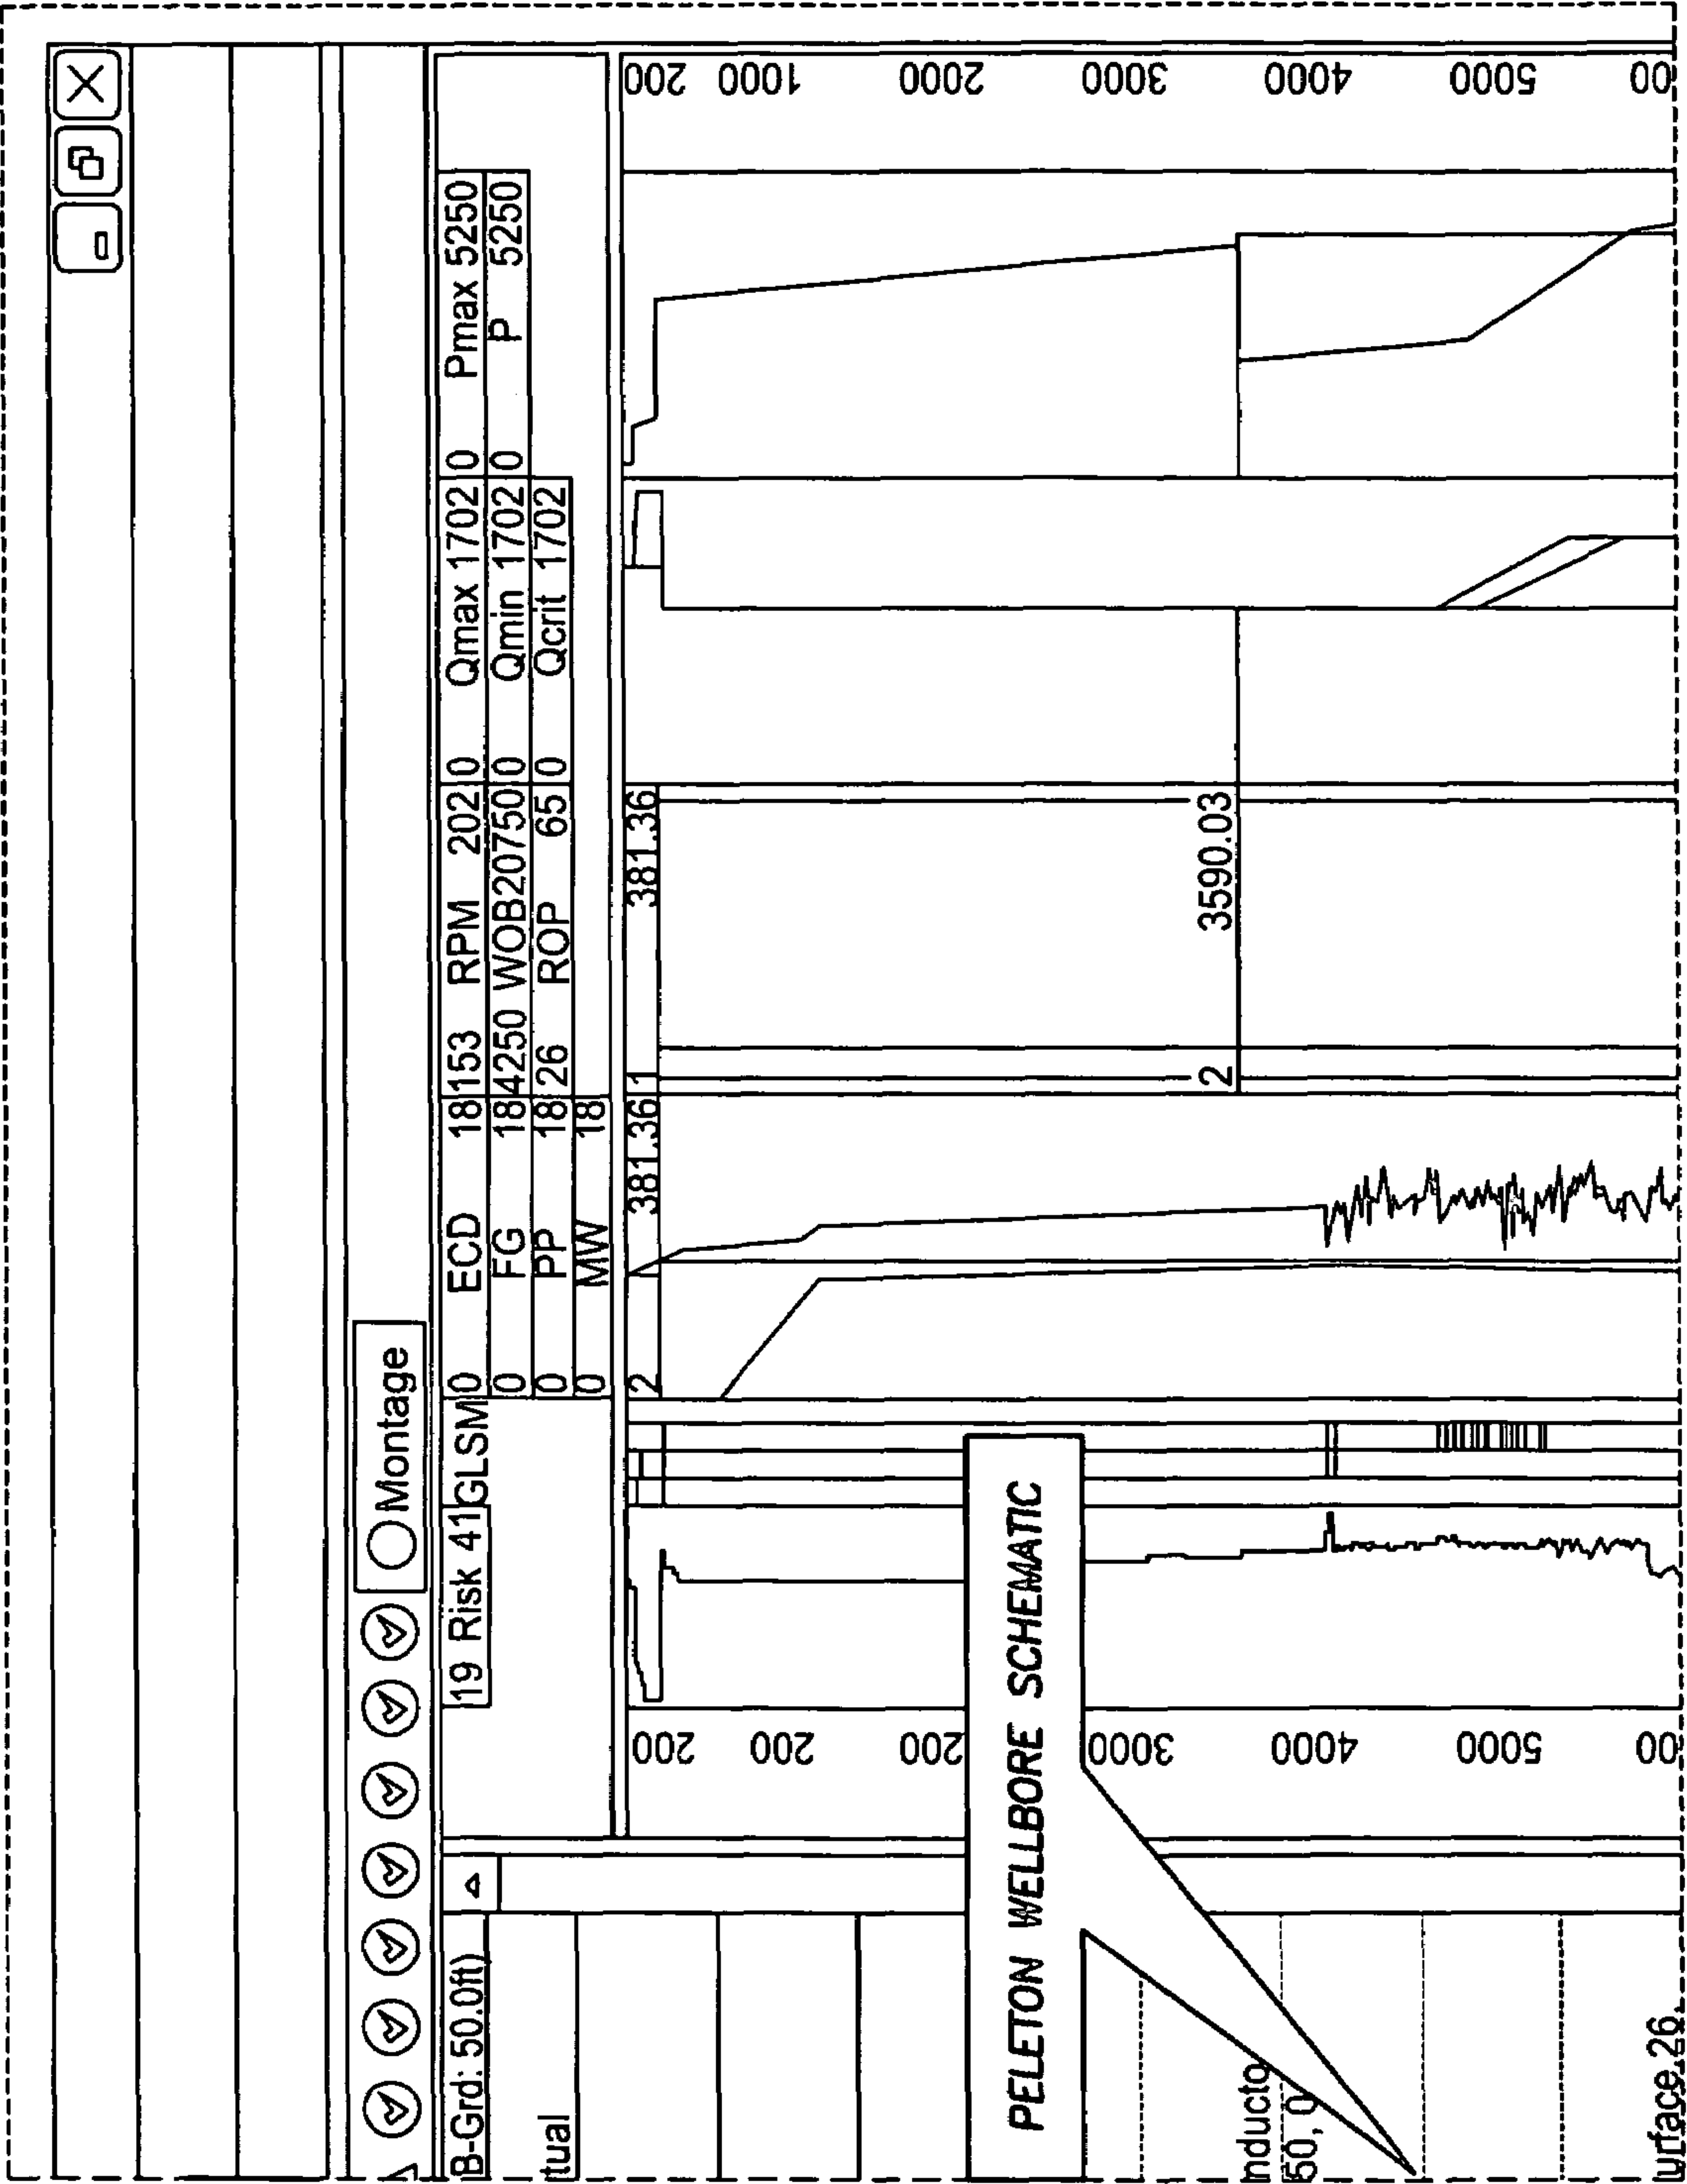 Montage
B-Grd: 50.0ft)
19 Risk 41 GLSM 0 ECD 18 153 RPM 202 0 Qmax 1702 0 Pmax 5250
0 FG 18 4250 WOB 20750 0 Qmin 1702 0 P 5250
0 PP 18 26 ROP 65 0 Qcrit 1702
0 MW 18
tual
200 2 381.36 1 381.36 200
200 1000
200 2000
PELETON WELLBORE SCHEMATIC
3000 3000
2 3590.03
nducto 4000 4000
50, 0
5000 5000
urface,26, 00 00